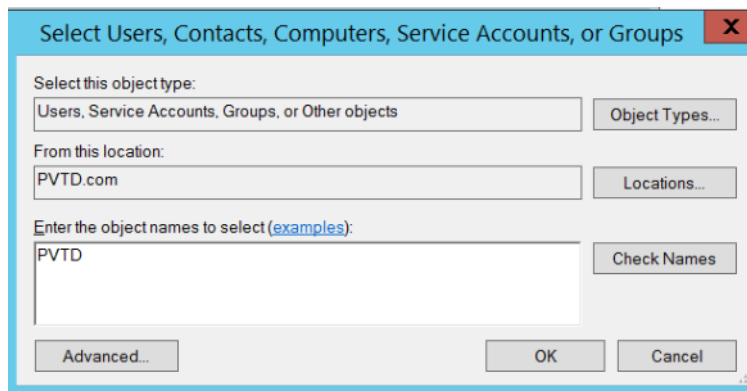 Select Users, Contacts, Computers, Service Accounts, or Groups
X
Select this object type:
Users, Service Accounts, Groups, or Other objects
Object Types...
From this location:
PVTD.com
Locations...
Enter the object names to select (examples):
PVTD
Check Names
Advanced...
OK
Cancel